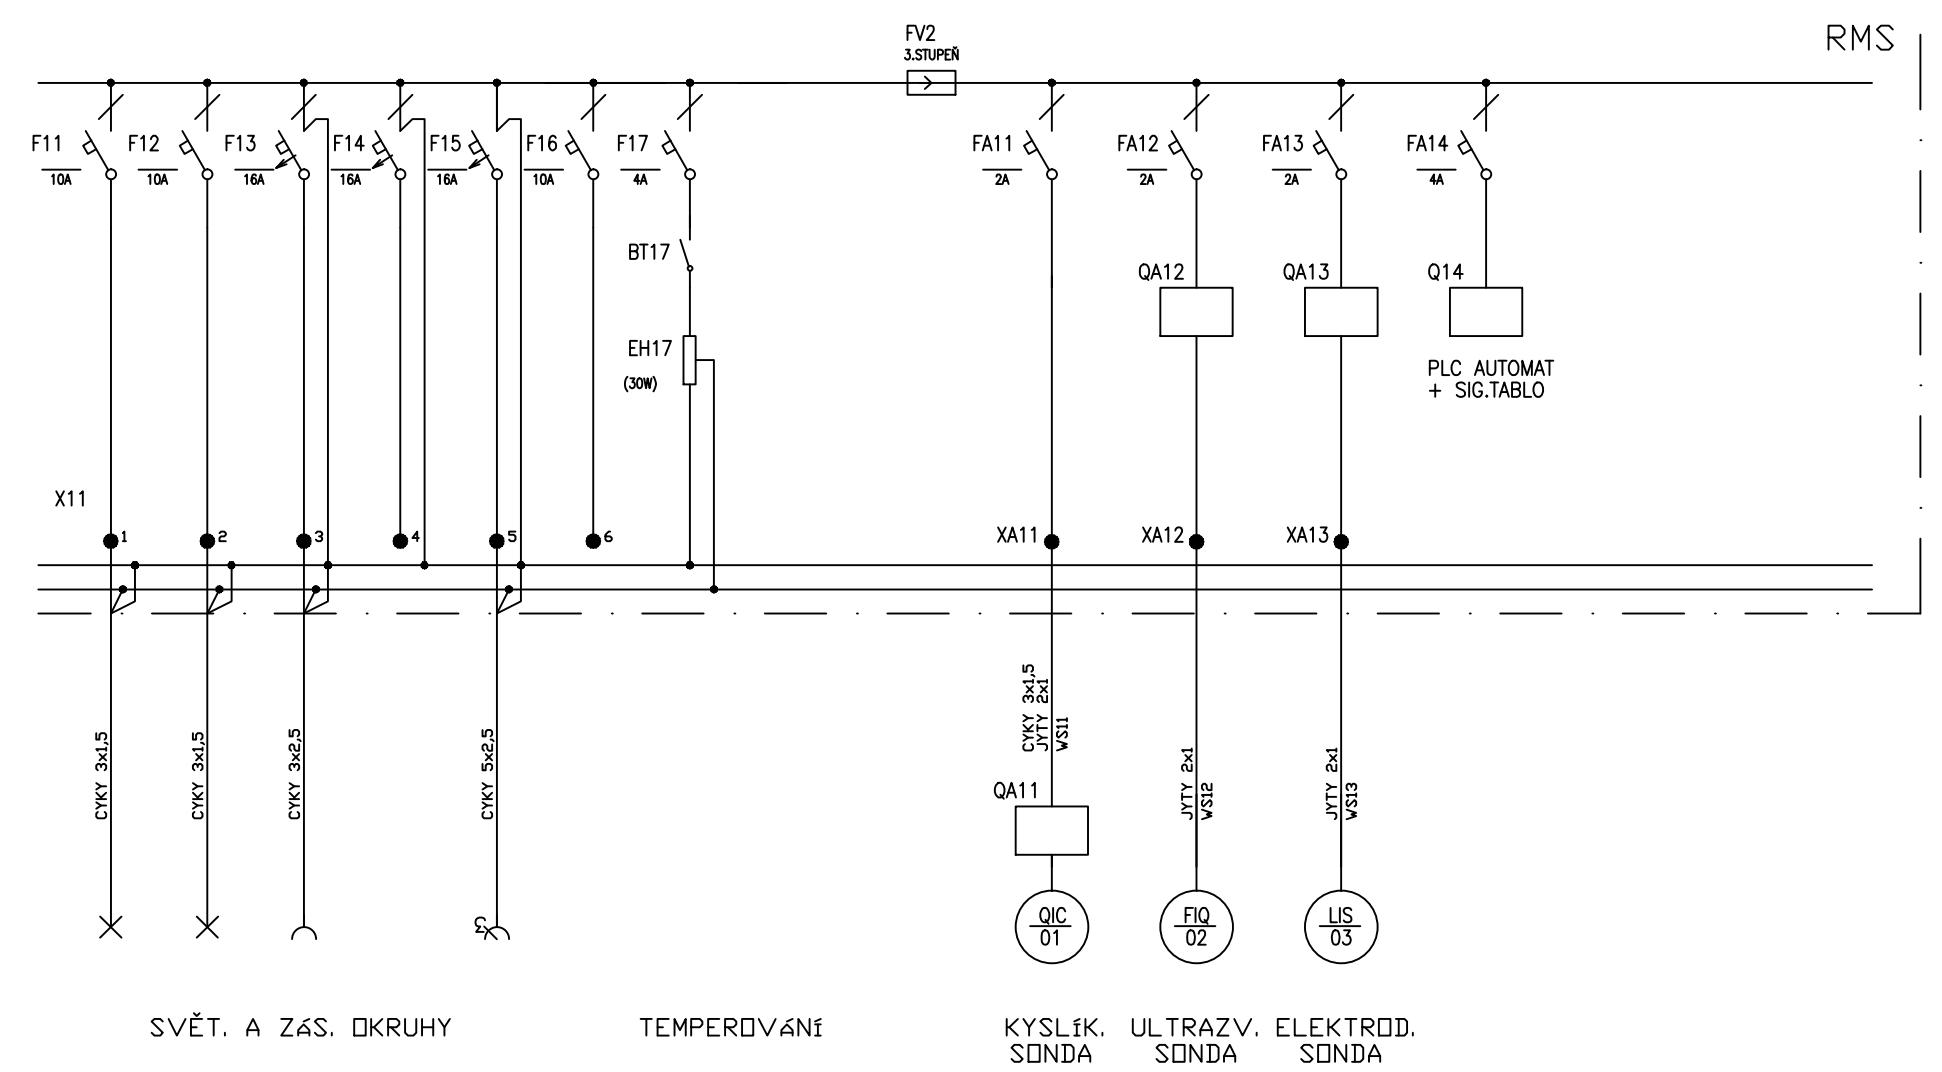 RMS
FV2
3.STUPEŇ
F11 F12 F13 F14 F15 F16 F17 FA11 FA12 FA13 FA14
10A 10A 16A 16A 16A 10A 4A 2A 2A 2A 4A
BT17
QA12 QA13 Q14
EH17
(30W)
PLC AUTOMAT
+ SIG.TABLO
X11
1 2 3 4 5 6 XA11 XA12 XA13
CYKY 3x1,5
CYKY 3x1,5
CYKY 3x2,5
CYKY 5x2,5
CYKY 3x1,5
JYTY 2x1
WS11
JYTY 2x1
WS12
JYTY 2x1
WS13
QA11
QIC
01
FIQ
02
LIS
03
3
SVĚT. A ZáS. OKRUHY
TEMPEROVáNÍ
KYSLÍK.
SONDA
ULTRAZV.
SONDA
ELEKTROD.
SONDA